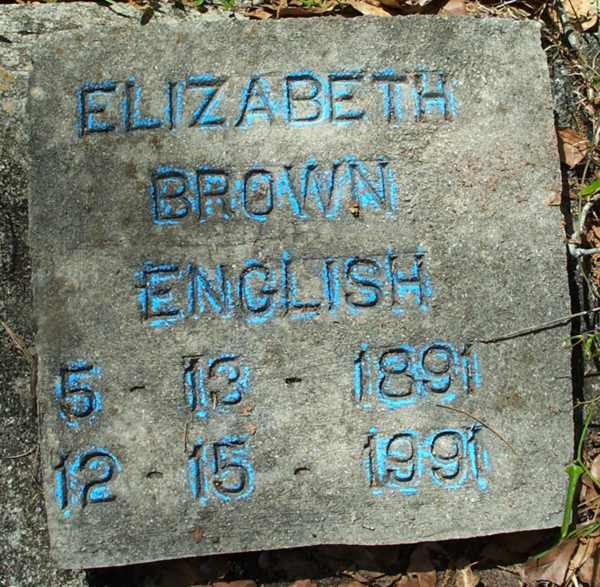 ELIZABETH
BROWN
ENGLISH
5 - 13 - 1891
12 - 15 - 1991